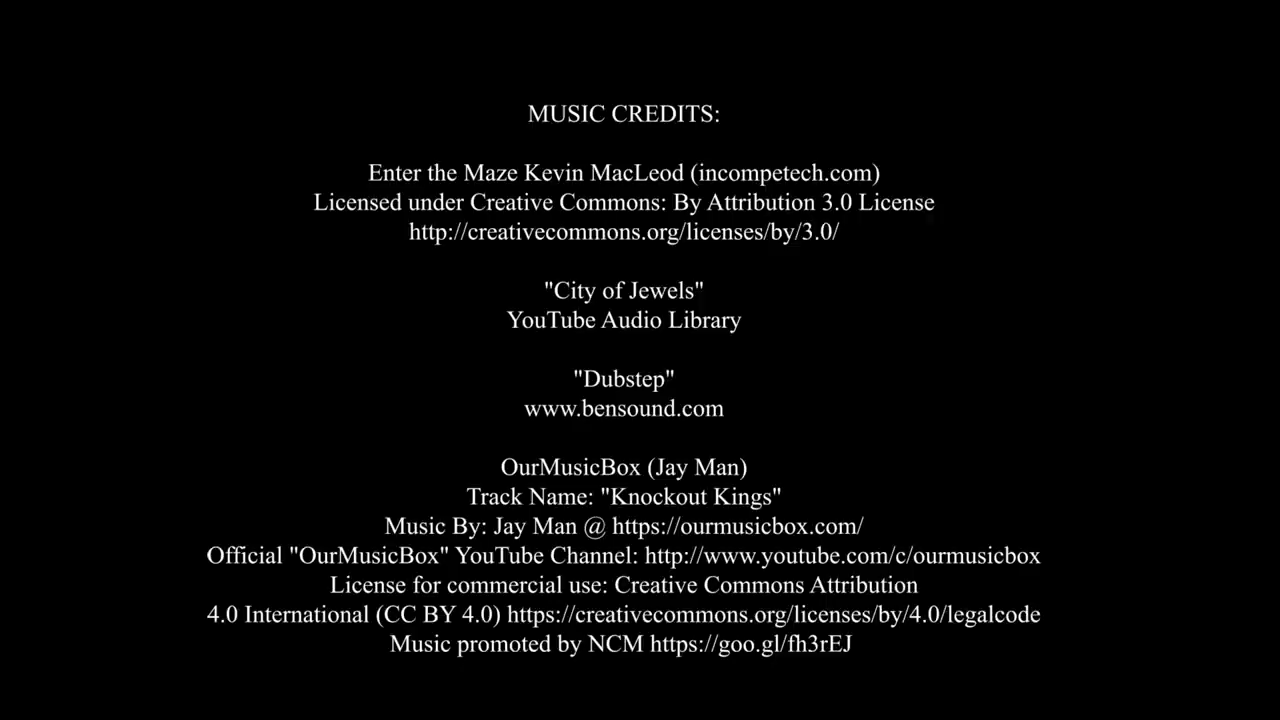 MUSIC CREDITS:
Enter the Maze Kevin MacLeod (incompetech.com)
Licensed under Creative Commons: By Attribution 3.0 License
http://creativecommons.org/licenses/by/3.0/
"City of Jewels"
YouTube Audio Library
"Dubstep"
www.bensound.com
OurMusicBox (Jay Man)
Track Name: "Knockout Kings"
Music By: Jay Man @ https://ourmusicbox.com/
Official "OurMusicBox" YouTube Channel: http://www.youtube.com/c/ourmusicbox
License for commercial use: Creative Commons Attribution
4.0 International (CC BY 4.0) https://creativecommons.org/licenses/by/4.0/legalcode
Music promoted by NCM https://goo.gl/fh3rEJ